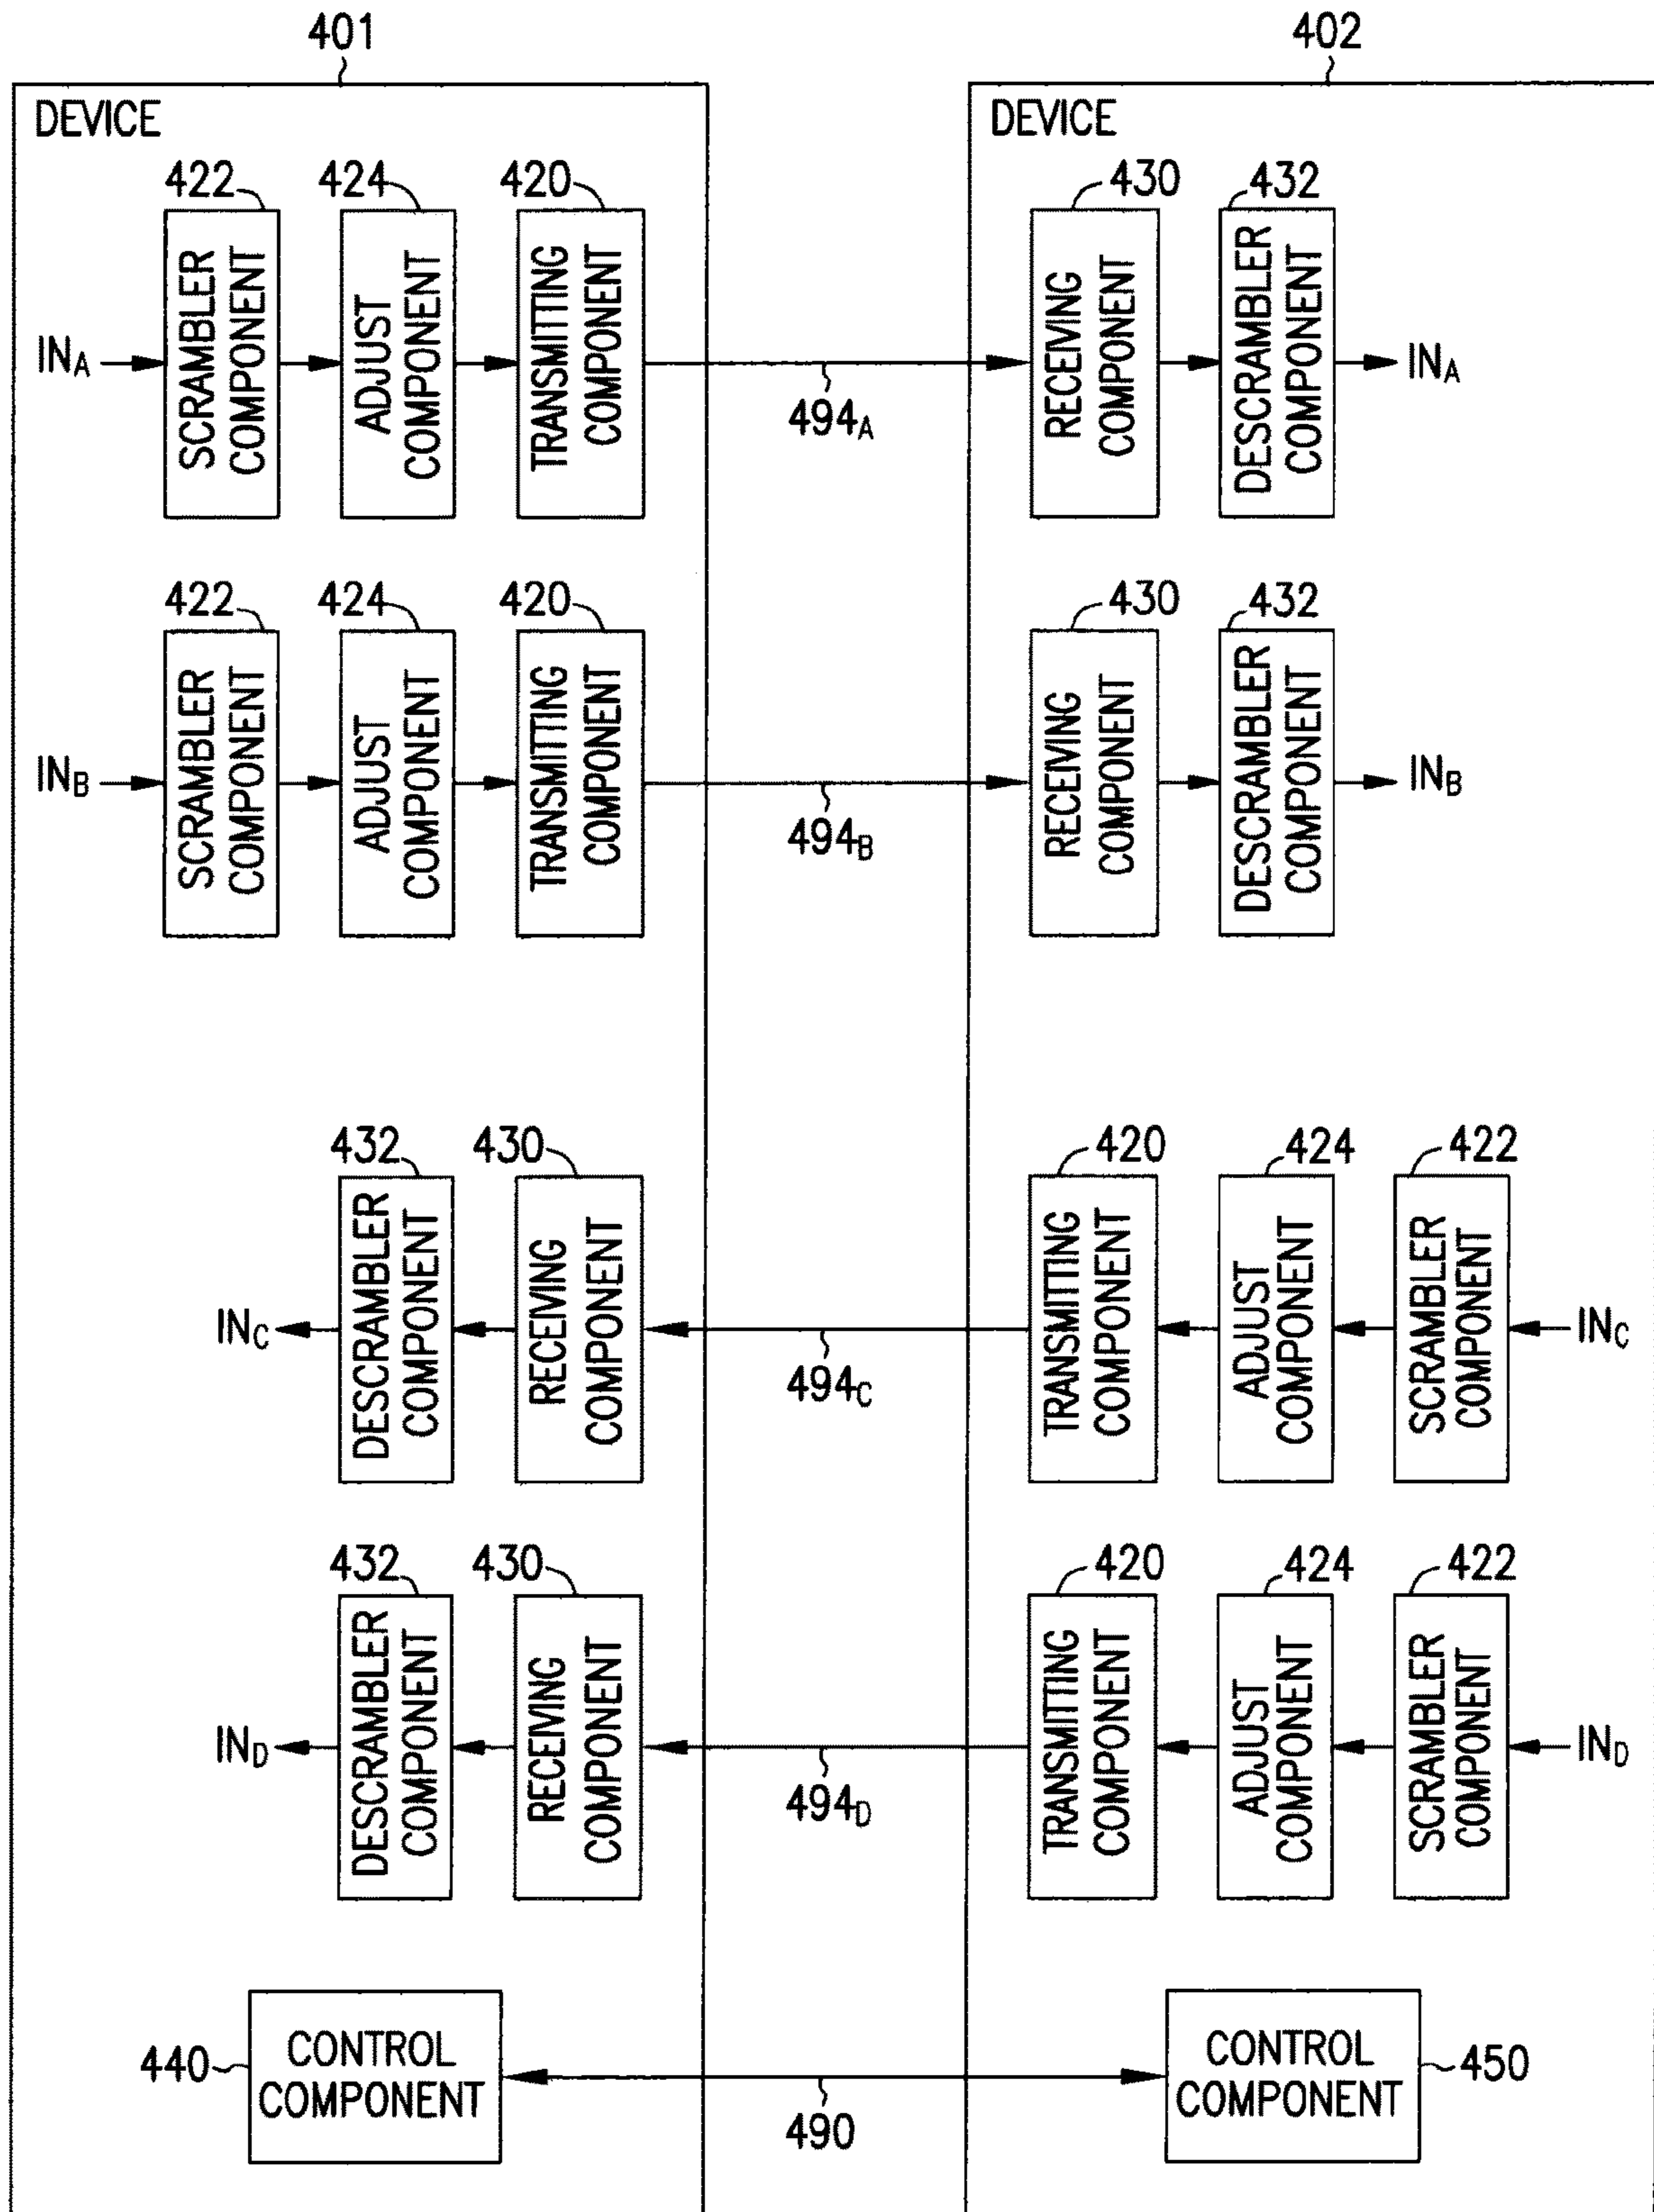 401
402
DEVICE
DEVICE
422
424
420
430
432
SCRAMBLER
COMPONENT
ADJUST
COMPONENT
TRANSMITTING
COMPONENT
RECEIVING
COMPONENT
DESCRAMBLER
COMPONENT
INA
494A
INA
422
424
420
430
432
SCRAMBLER
COMPONENT
ADJUST
COMPONENT
TRANSMITTING
COMPONENT
RECEIVING
COMPONENT
DESCRAMBLER
COMPONENT
INB
494B
INB
432
430
420
424
422
DESCRAMBLER
COMPONENT
RECEIVING
COMPONENT
TRANSMITTING
COMPONENT
ADJUST
COMPONENT
SCRAMBLER
COMPONENT
INC
494C
INC
432
430
420
424
422
DESCRAMBLER
COMPONENT
RECEIVING
COMPONENT
TRANSMITTING
COMPONENT
ADJUST
COMPONENT
SCRAMBLER
COMPONENT
IND
494D
IND
440
CONTROL
COMPONENT
490
CONTROL
COMPONENT
450